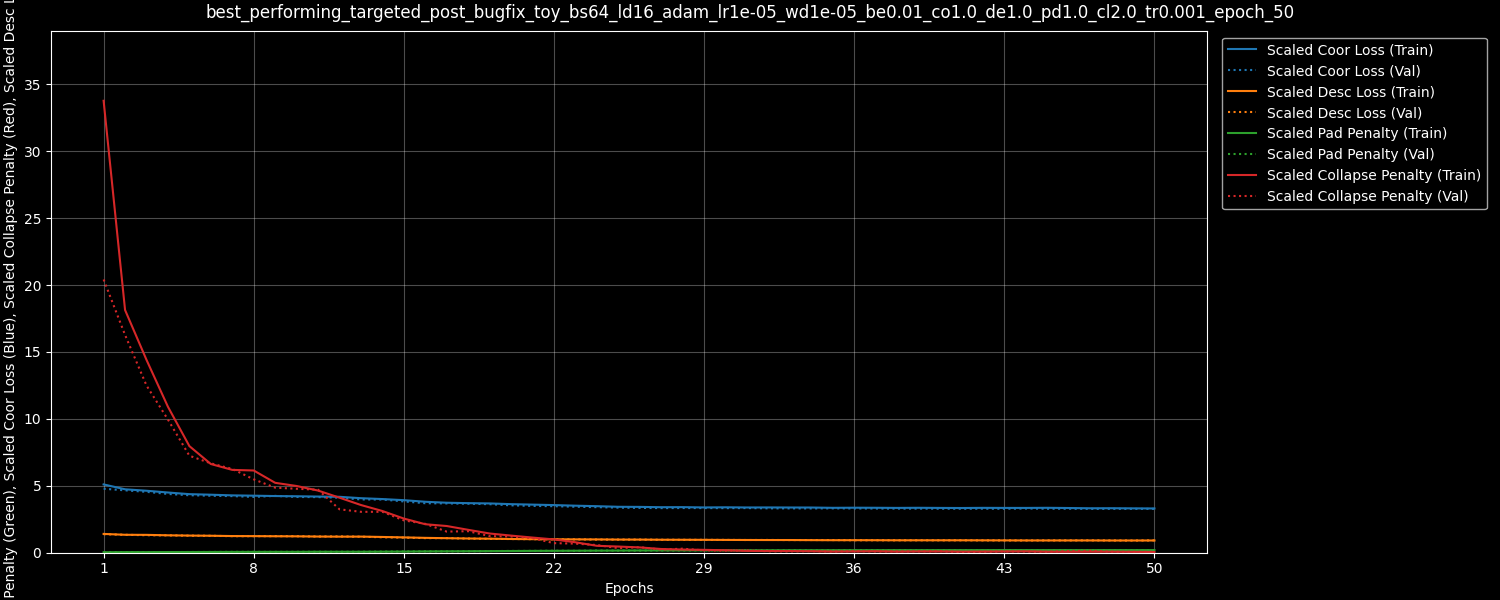 best_performing_targeted_post_bugfix_toy_bs64_ld16_adam_lr1e-05_wd1e-05_be0.01_co1.0_de1.0_pd1.0_cl2.0_tr0.001_epoch_50
Penalty (Green), Scaled Coor Loss (Blue), Scaled Collapse Penalty (Red), Scaled Desc
35
30
25
20
15
10
5
0
1
8
15
22
29
36
43
50
Epochs
Scaled Coor Loss (Train)
Scaled Coor Loss (Val)
Scaled Desc Loss (Train)
Scaled Desc Loss (Val)
Scaled Pad Penalty (Train)
Scaled Pad Penalty (Val)
Scaled Collapse Penalty (Train)
Scaled Collapse Penalty (Val)